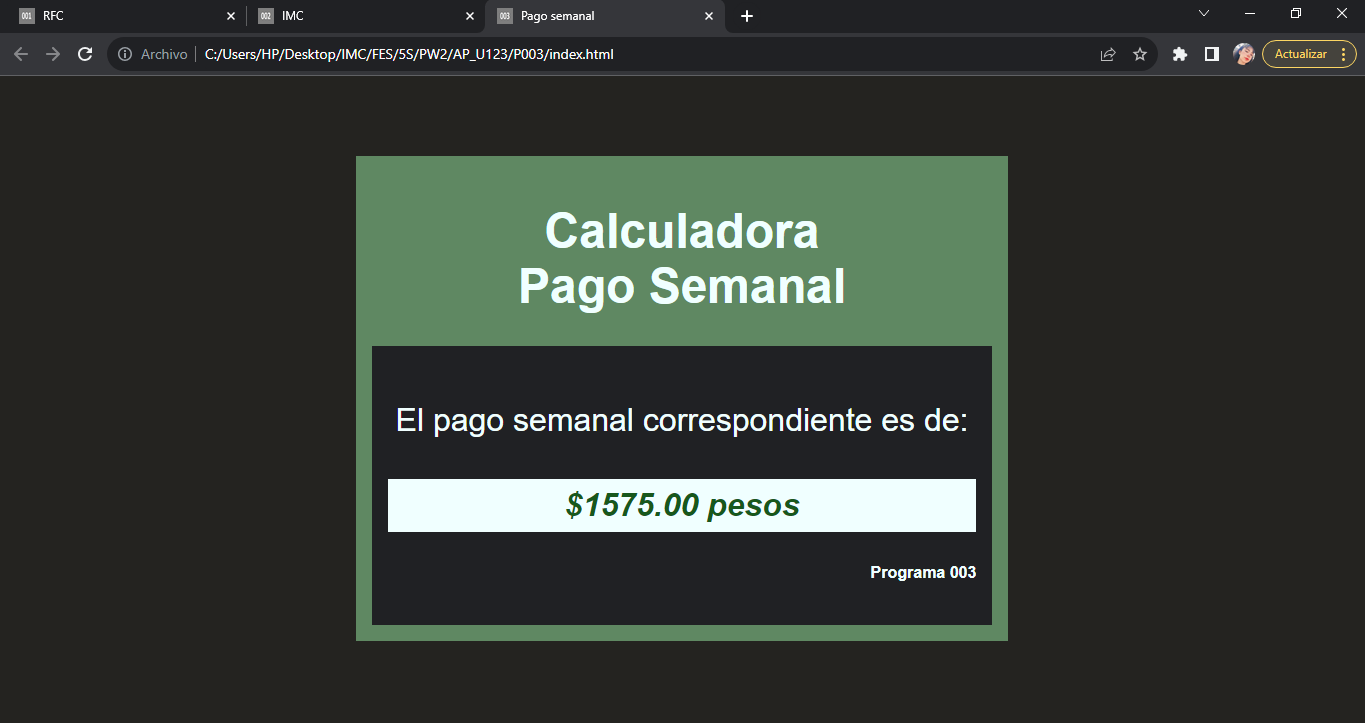 001 RFC
002 IMC
003 Pago semanal
Archivo C:/Users/HP/Desktop/IMC/FES/5S/PW2/AP_U123/P003/index.html
Actualizar
Calculadora
Pago Semanal
El pago semanal correspondiente es de:
$1575.00 pesos
Programa 003